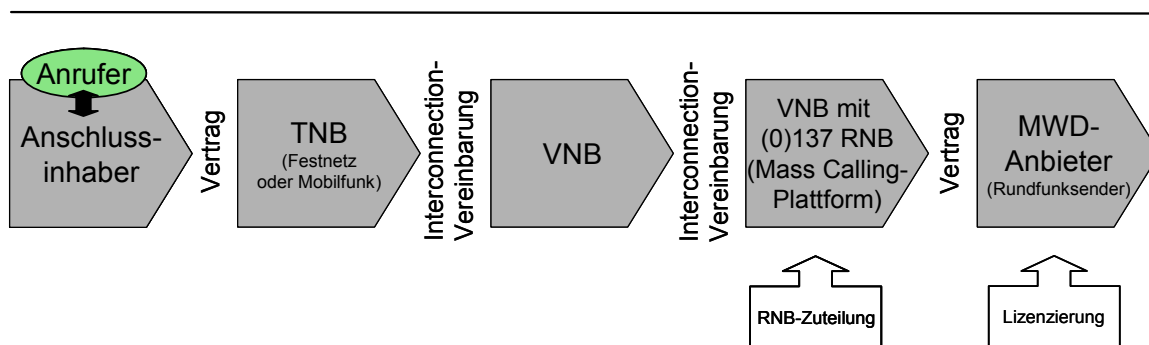 Anrufer
Anschluss-
inhaber
Vertrag
TNB
(Festnetz
oder Mobilfunk)
Interconnection-
Vereinbarung
VNB
Interconnection-
Vereinbarung
VNB mit
(0)137 RNB
(Mass Calling-
Plattform)
Vertrag
MWD-
Anbieter
(Rundfunksender)
RNB-Zuteilung
Lizenzierung